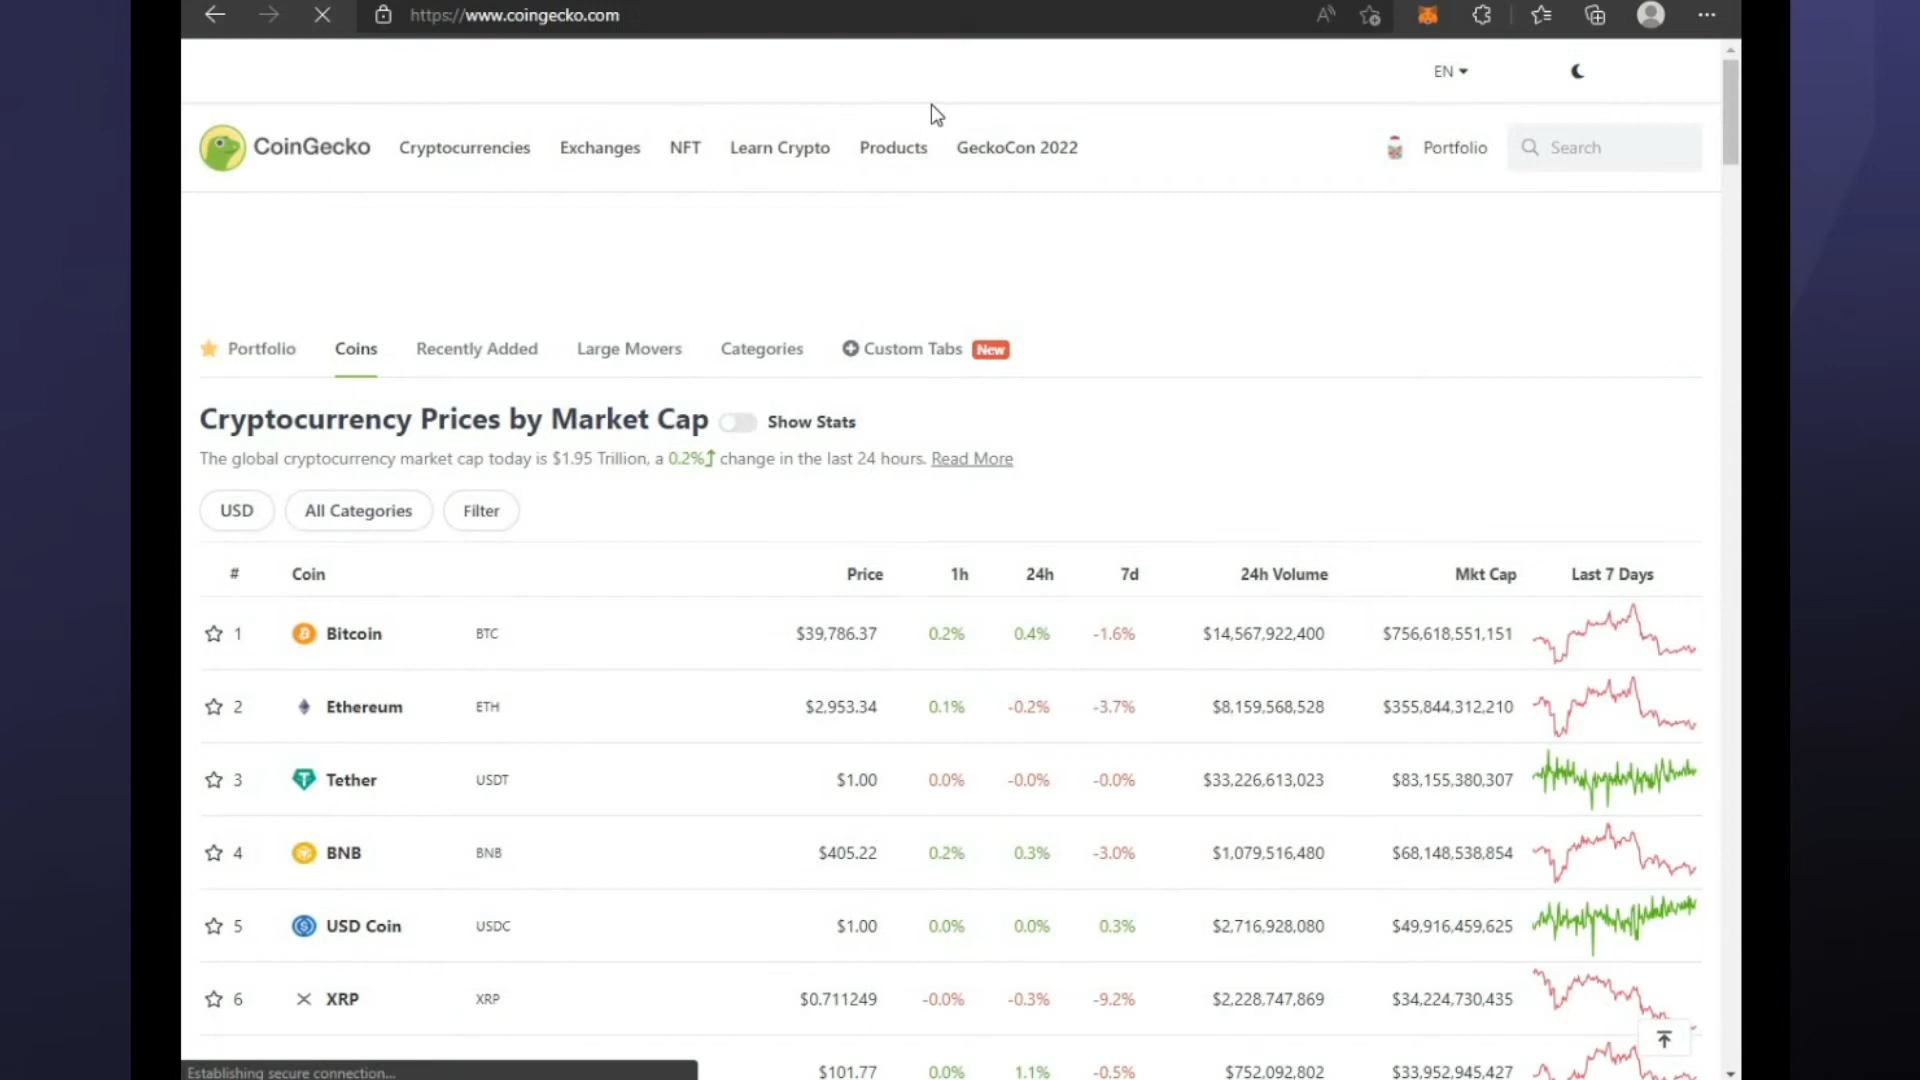 https://www.coingecko.com
EN
CoinGecko Cryptocurrencies Exchanges NFT Learn Crypto Products GeckoCon 2022 Portfolio Search
Portfolio Coins Recently Added Large Movers Categories Custom Tabs New
Cryptocurrency Prices by Market Cap Show Stats
The global cryptocurrency market cap today is $1.95 Trillion, a 0.2% change in the last 24 hours. Read More
USD All Categories Filter
# Coin Price 1h 24h 7d 24h Volume Mkt Cap Last 7 Days
1 Bitcoin BTC $39,786.37 0.2% 0.4% -1.6% $14,567,922,400 $756,618,551,151
2 Ethereum ETH $2,953.34 0.1% -0.2% -3.7% $8,159,568,528 $355,844,312,210
3 Tether USDT $1.00 0.0% -0.0% -0.0% $33,226,613,023 $83,155,380,307
4 BNB BNB $405.22 0.2% 0.3% -3.0% $1,079,516,480 $68,148,538,854
5 USD Coin USDC $1.00 0.0% 0.0% 0.3% $2,716,928,080 $49,916,459,625
6 XRP XRP $0.711249 -0.0% -0.3% -9.2% $2,228,747,869 $34,224,730,435
$101.77 0.0% 1.1% -0.5% $752,092,802 $33,952,945,427
Establishing secure connection...